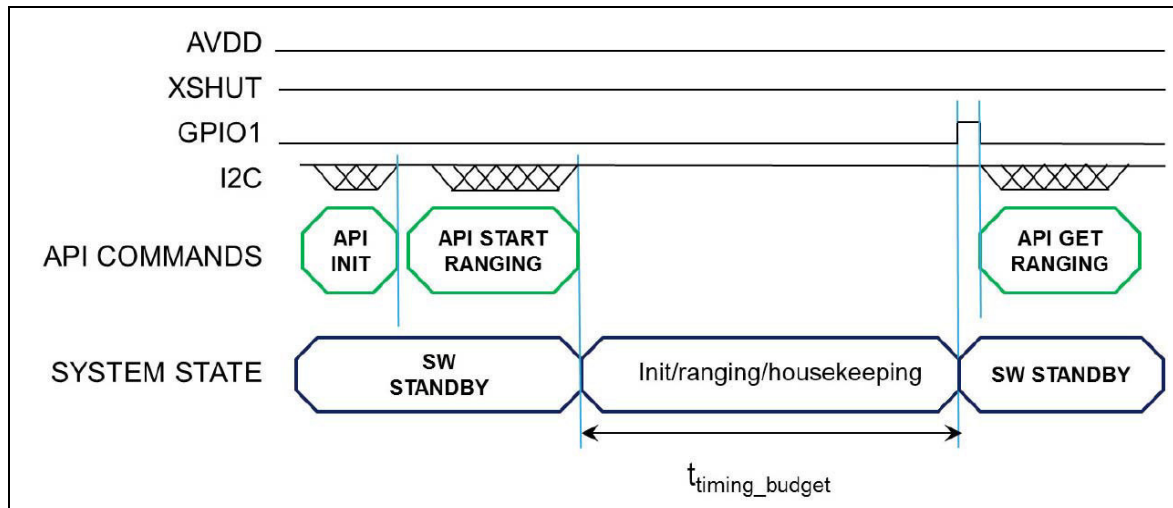 AVDD
XSHUT
GPIO1
I2C
API COMMANDS
API
INIT
API START
RANGING
API GET
RANGING
SYSTEM STATE
SW
STANDBY
Init/ranging/housekeeping
SW STANDBY
ttiming_budget